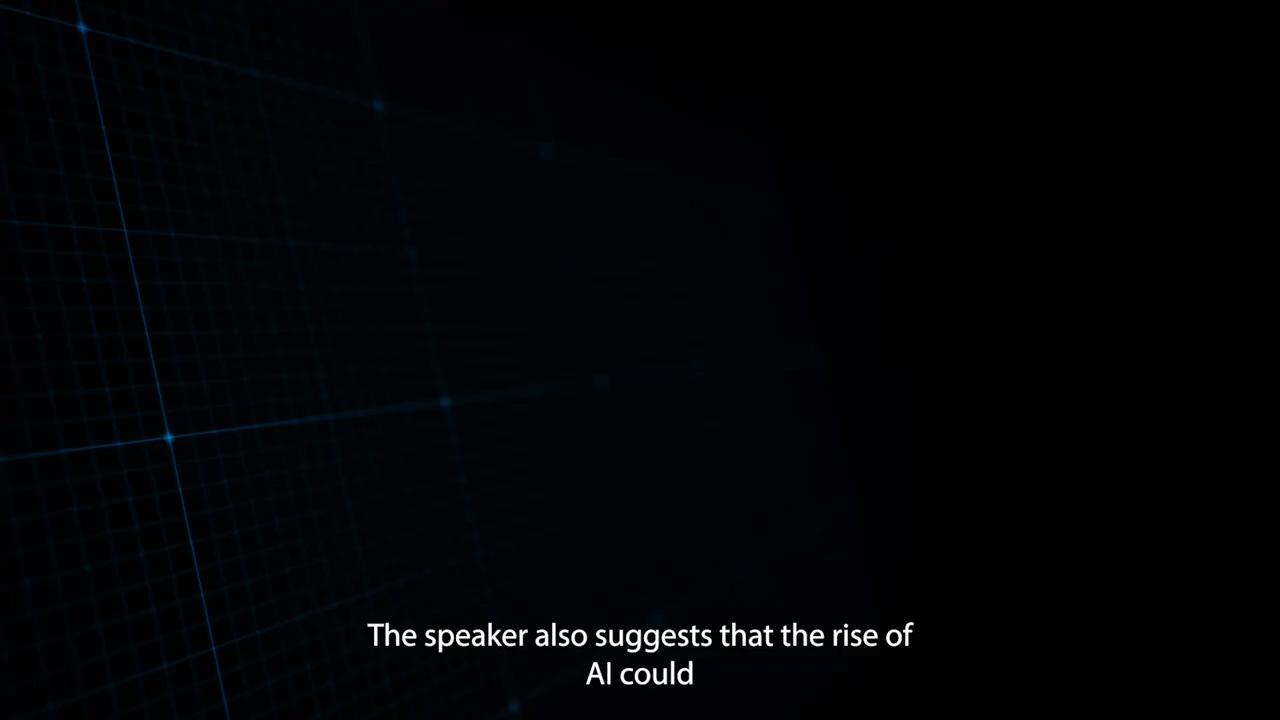 The speaker also suggests that the rise of
AI could